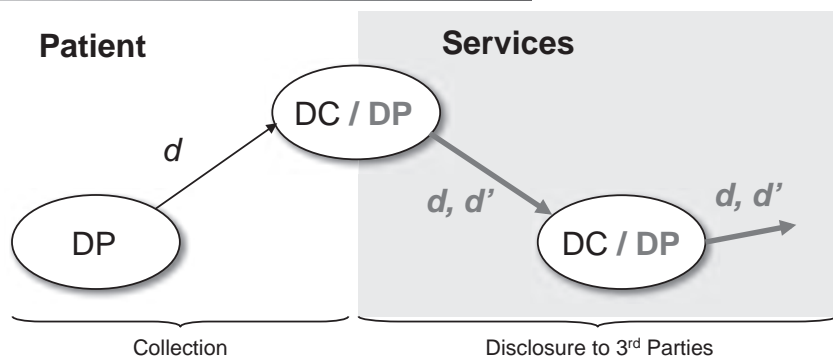 Patient
Services
DC / DP
d
d, d’
d, d’
DP
DC / DP
Collection
Disclosure to 3rd Parties